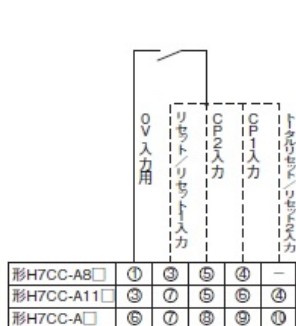 0V入力用
リセット/リセット1入力
CP2入力
CP1入力
トータルリセット/リセット2入力
形H7CC-A8□ ① ③ ⑤ ④ −
形H7CC-A11□ ③ ⑦ ⑤ ⑥ ④
形H7CC-A□ ⑥ ⑦ ⑧ ⑨ ⑩